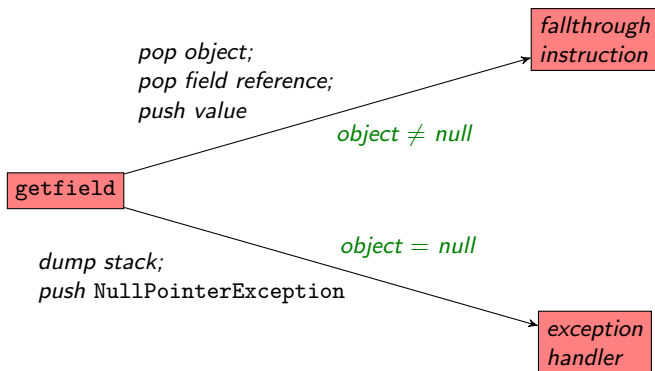 fallthrough
instruction
pop object;
pop field reference;
push value
object ≠ null
getfield
object = null
dump stack;
push NullPointerException
exception
handler